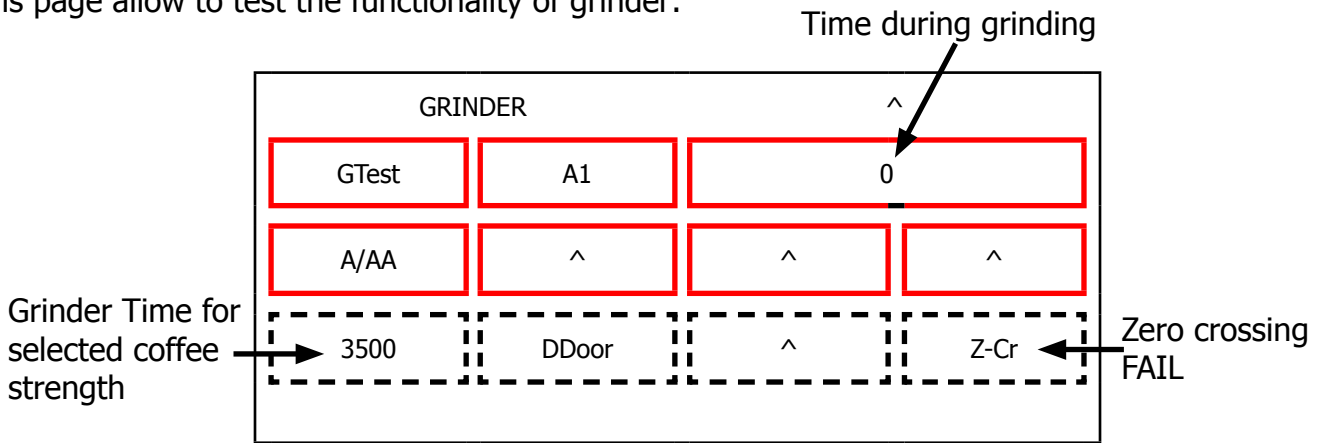 is page allow to test the functionality of grinder.
Time during grinding
GRINDER ^
GTest A1 0
A/AA ^ ^ ^
Grinder Time for
selected coffee
strength
3500 DDoor ^ Z-Cr
Zero crossing
FAIL